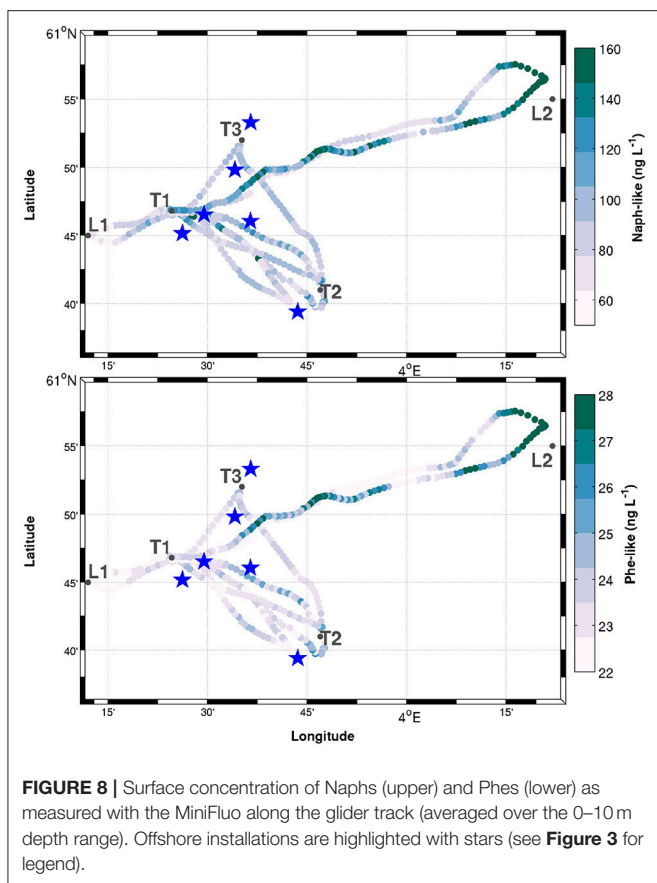 61°N
55'
50'
45'
40'
Latitude
T3
T1
L1
T2
L2
15'
30'
45'
4°E
15'
160
140
120
100
80
60
Naph-like (ng L⁻¹)
61°N
55'
50'
45'
40'
Latitude
T3
T1
L1
T2
L2
15'
30'
45'
4°E
15'
Longitude
28
27
26
25
24
23
22
Phe-like (ng L⁻¹)
FIGURE 8 | Surface concentration of Naphs (upper) and Phes (lower) as
measured with the MiniFluo along the glider track (averaged over the 0–10 m
depth range). Offshore installations are highlighted with stars (see Figure 3 for
legend).